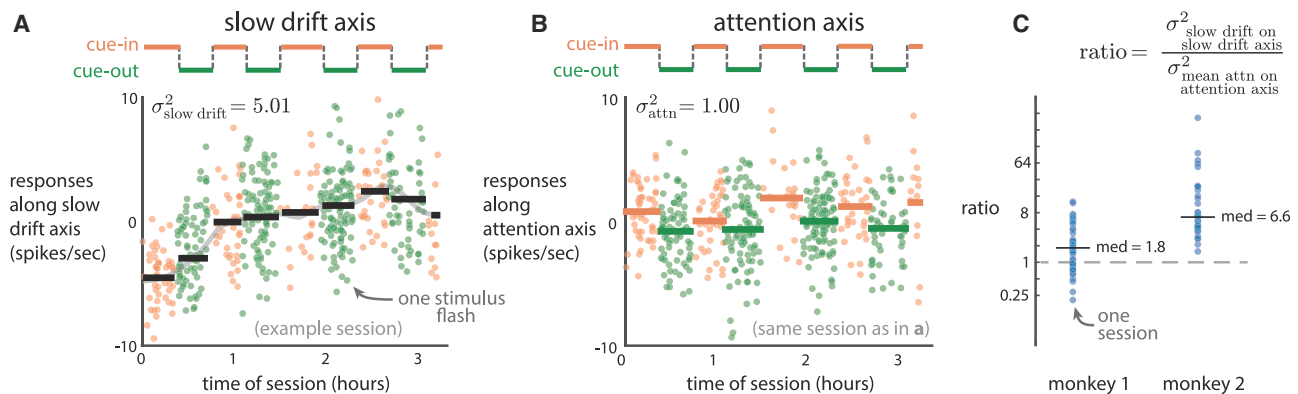 A
slow drift axis
cue-in
cue-out
σ²slow drift = 5.01
10
0
-10
responses
along slow
drift axis
(spikes/sec)
one stimulus
flash
(example session)
0 1 2 3
time of session (hours)
B
attention axis
cue-in
cue-out
σ²attn = 1.00
10
0
-10
responses
along
attention axis
(spikes/sec)
(same session as in a)
0 1 2 3
time of session (hours)
C
ratio = σ²slow drift on slow drift axis / σ²mean attn on attention axis
ratio
64
8
1
0.25
med = 1.8
med = 6.6
one
session
monkey 1 monkey 2